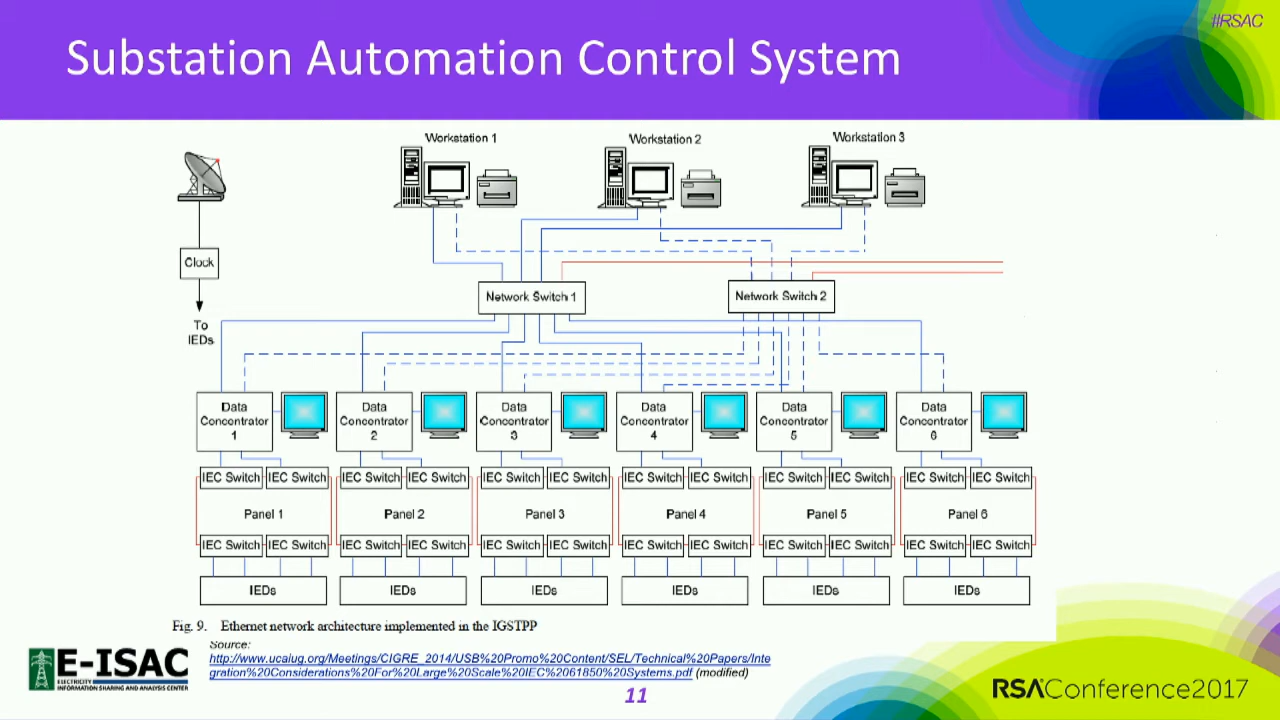 #RSAC
Substation Automation Control System
Workstation 1
Workstation 2
Workstation 3
Clock
To
IEDs
Network Switch 1
Network Switch 2
Data
Concentrator
1
Data
Concentrator
2
Data
Concentrator
3
Data
Concentrator
4
Data
Concentrator
5
Data
Concentrator
6
IEC Switch IEC Switch IEC Switch IEC Switch IEC Switch IEC Switch IEC Switch IEC Switch IEC Switch IEC Switch IEC Switch IEC Switch
Panel 1 Panel 2 Panel 3 Panel 4 Panel 5 Panel 6
IEC Switch IEC Switch IEC Switch IEC Switch IEC Switch IEC Switch IEC Switch IEC Switch IEC Switch IEC Switch IEC Switch IEC Switch
IEDs IEDs IEDs IEDs IEDs IEDs
Fig. 9. Ethernet network architecture implemented in the IGSTPP
Source:
http://www.ucaiug.org/Meetings/CIGRE_2014/USB%20Promo%20Content/SEL/Technical%20Papers/Inte
gration%20Considerations%20For%20Large%20Scale%20IEC%2061850%20Systems.pdf (modified)
E-ISAC
ELECTRICITY
INFORMATION SHARING AND ANALYSIS CENTER
11
RSAConference2017